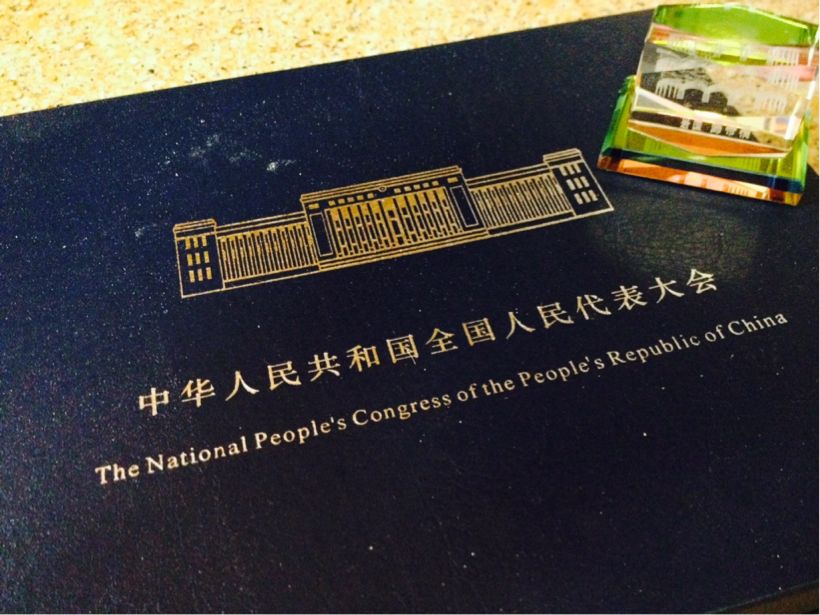 中华人民共和国全国人民代表大会
The National People's Congress of the People's Republic of China